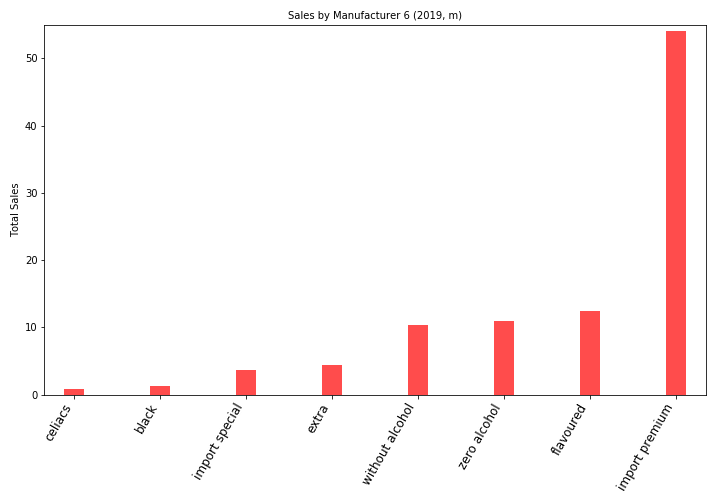 Sales by Manufacturer 6 (2019, m)
Total Sales
50
40
30
20
10
0
celiacs
black
import special
extra
without alcohol
zero alcohol
flavoured
import premium